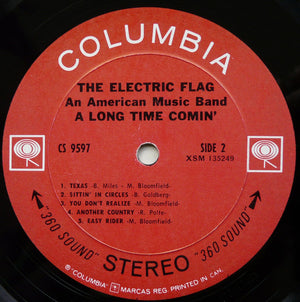 COLUMBIA
THE ELECTRIC FLAG
An American Music Band
A LONG TIME COMIN'
CS 9597
SIDE 2
XSM 135249
1. TEXAS -B. Miles - M. Bloomfield-
2. SITTIN' IN CIRCLES -B. Goldberg-
3. YOU DON'T REALIZE -M. Bloomfield-
4. ANOTHER COUNTRY -R. Polte-
5. EASY RIDER -M. Bloomfield-
"360 SOUND" STEREO "360 SOUND"
® "COLUMBIA" MARCAS REG. PRINTED IN CAN.